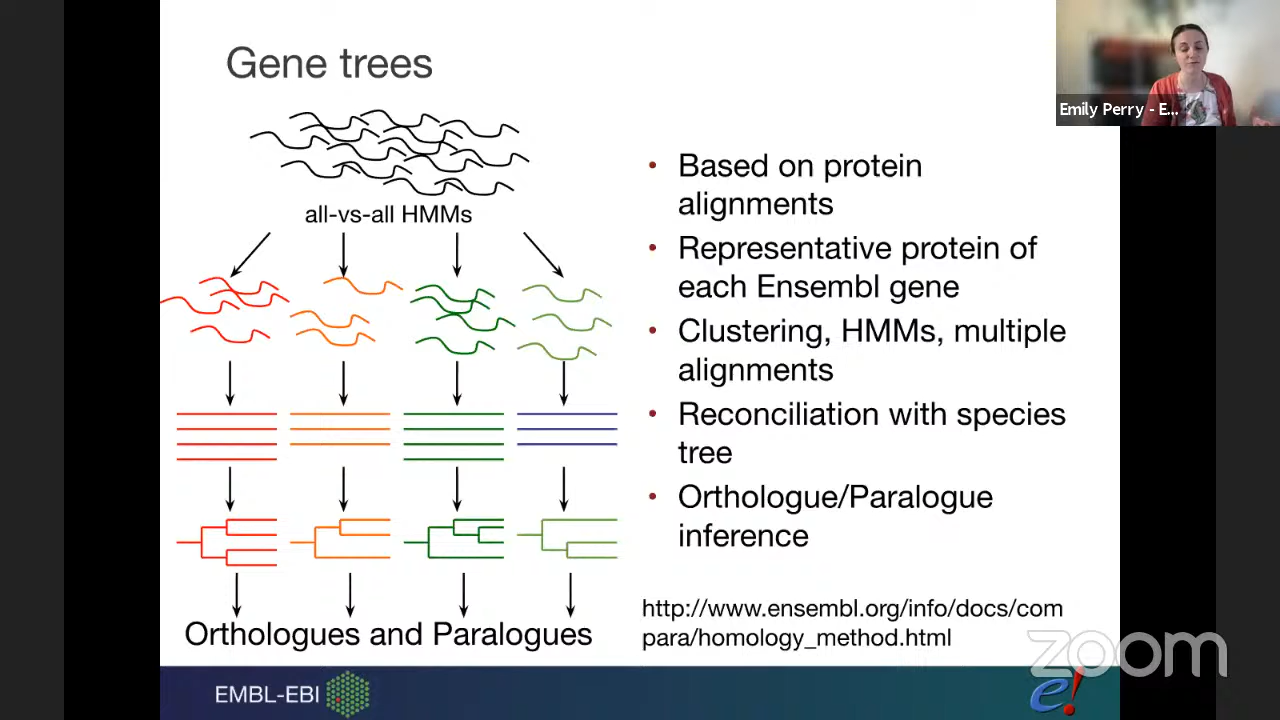 Gene trees
Emily Perry - E...
all-vs-all HMMs
• Based on protein
alignments
• Representative protein of
each Ensembl gene
• Clustering, HMMs, multiple
alignments
• Reconciliation with species
tree
• Orthologue/Paralogue
inference
Orthologues and Paralogues
http://www.ensembl.org/info/docs/com
para/homology_method.html
zoom
EMBL-EBI
e!